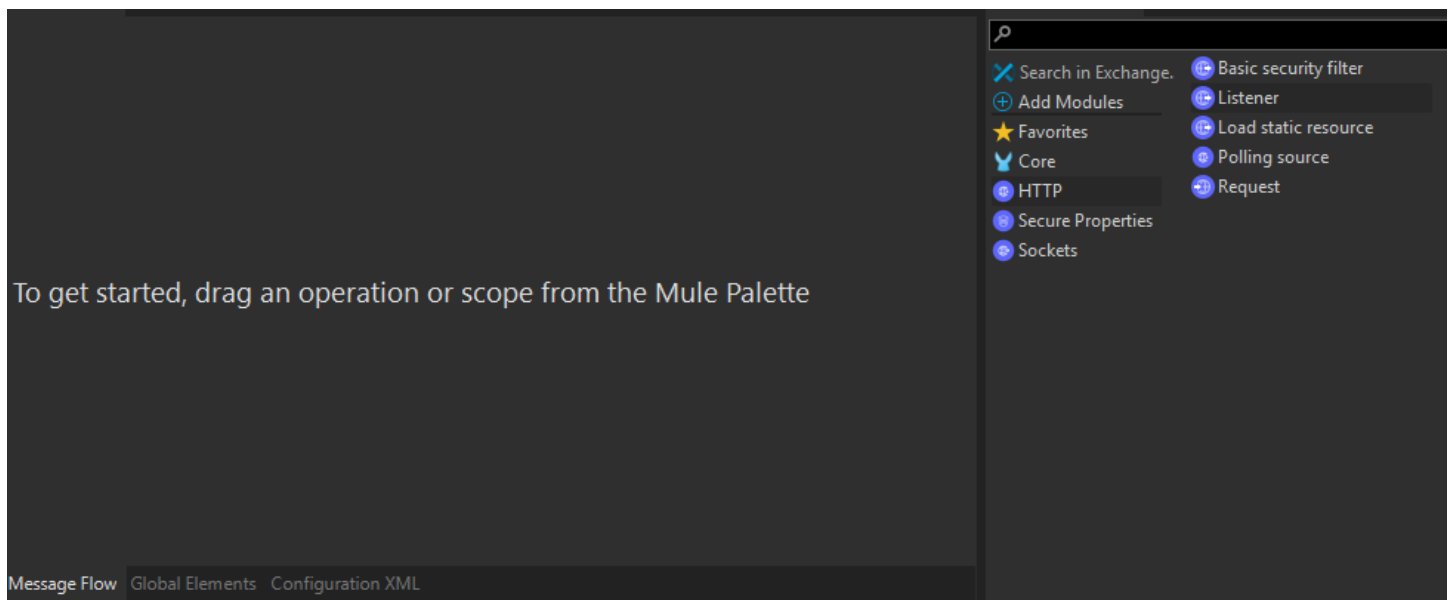 To get started, drag an operation or scope from the Mule Palette
Message Flow
Global Elements
Configuration XML
Search in Exchange.
Add Modules
Favorites
Core
HTTP
Secure Properties
Sockets
Basic security filter
Listener
Load static resource
Polling source
Request